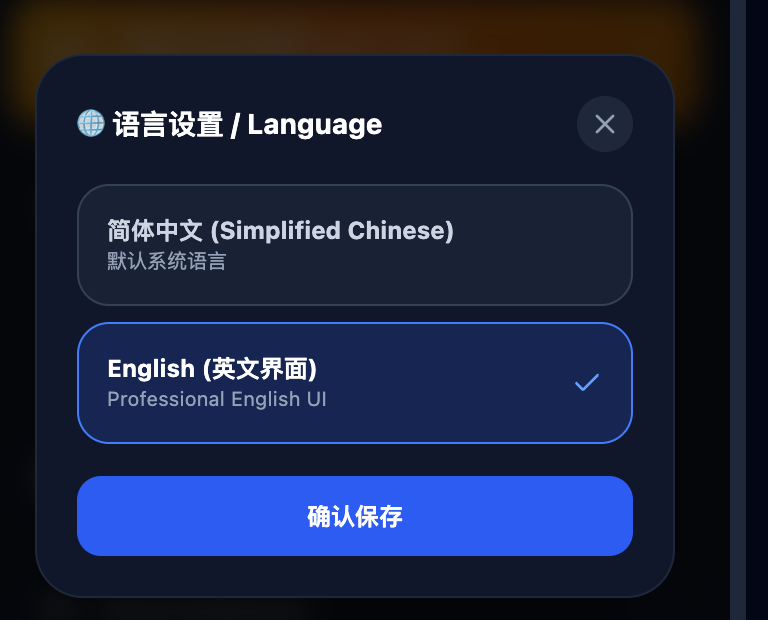 语言设置 / Language
简体中文 (Simplified Chinese)
默认系统语言
English (英文界面)
Professional English UI
确认保存